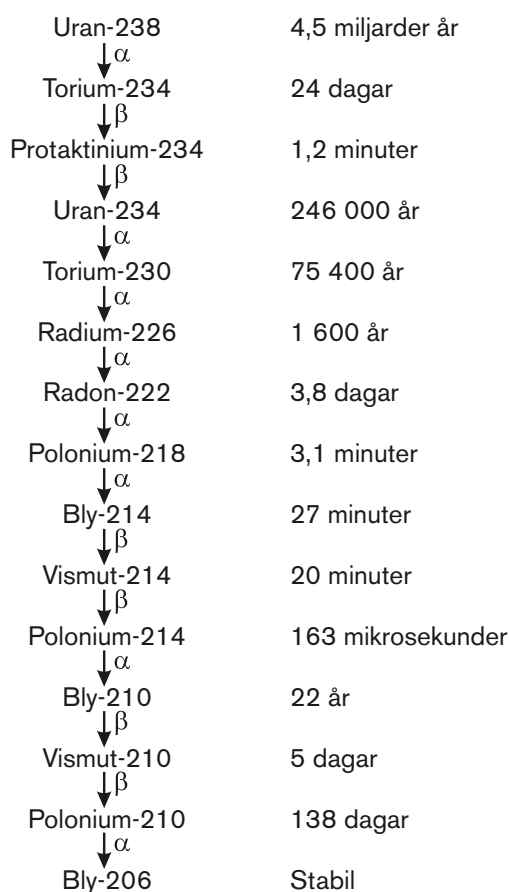 Uran-238 4,5 miljarder år
α
Torium-234 24 dagar
β
Protaktinium-234 1,2 minuter
β
Uran-234 246 000 år
α
Torium-230 75 400 år
α
Radium-226 1 600 år
α
Radon-222 3,8 dagar
α
Polonium-218 3,1 minuter
α
Bly-214 27 minuter
β
Vismut-214 20 minuter
β
Polonium-214 163 mikrosekunder
α
Bly-210 22 år
β
Vismut-210 5 dagar
β
Polonium-210 138 dagar
α
Bly-206 Stabil